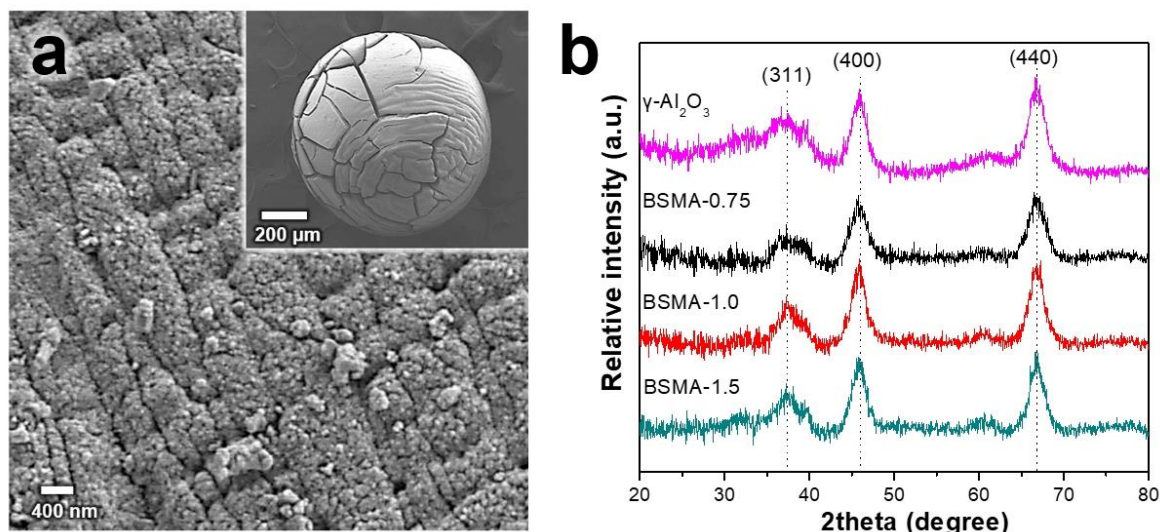 a
200 μm
400 nm
b
(311)
(400)
(440)
γ-Al₂O₃
BSMA-0.75
BSMA-1.0
BSMA-1.5
Relative intensity (a.u.)
20 30 40 50 60 70 80
2theta (degree)